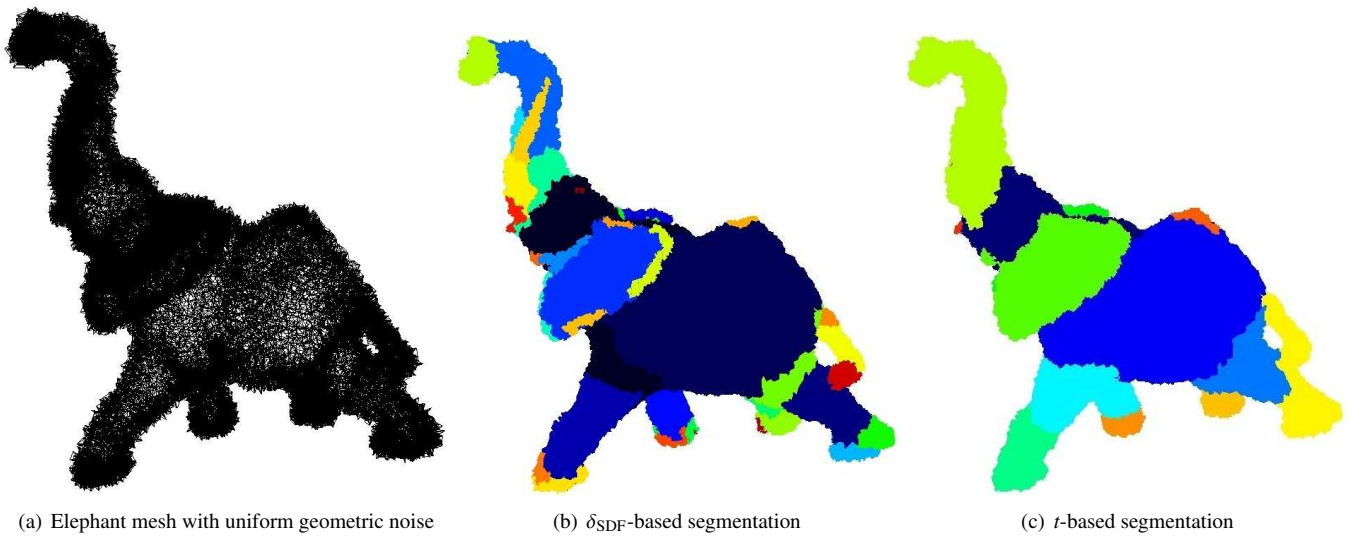 (a) Elephant mesh with uniform geometric noise
(b) δSDF-based segmentation
(c) t-based segmentation